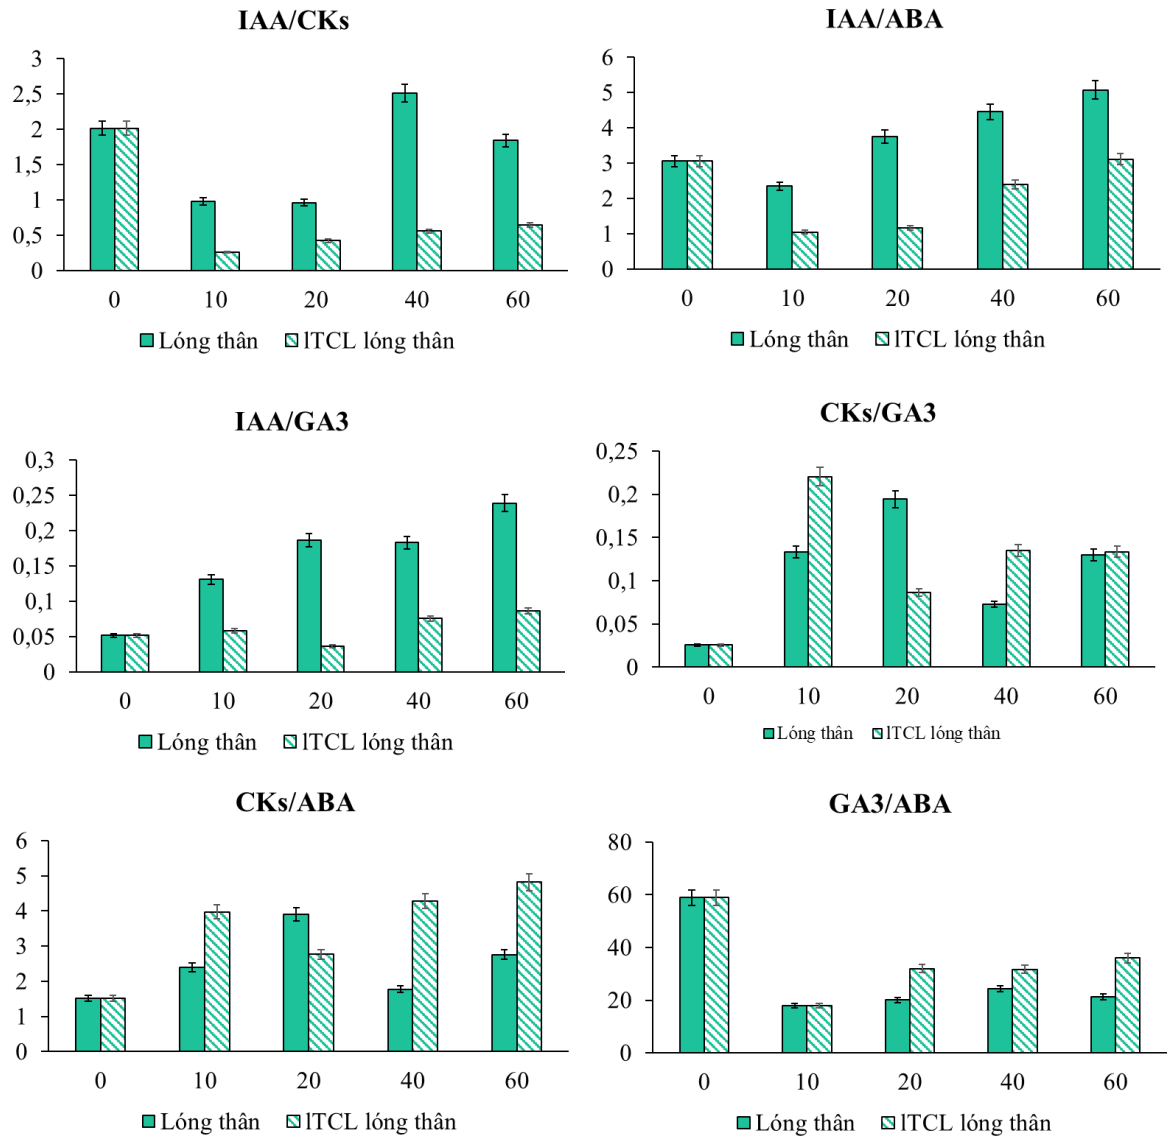 IAA/CKs
3
2,5
2
1,5
1
0,5
0
0 10 20 40 60
Lóng thân lTCL lóng thân
IAA/ABA
6
5
4
3
2
1
0
0 10 20 40 60
Lóng thân lTCL lóng thân
IAA/GA3
0,3
0,25
0,2
0,15
0,1
0,05
0
0 10 20 40 60
Lóng thân lTCL lóng thân
CKs/GA3
0,25
0,2
0,15
0,1
0,05
0
0 10 20 40 60
Lóng thân lTCL lóng thân
CKs/ABA
6
5
4
3
2
1
0
0 10 20 40 60
Lóng thân lTCL lóng thân
GA3/ABA
80
60
40
20
0
0 10 20 40 60
Lóng thân lTCL lóng thân